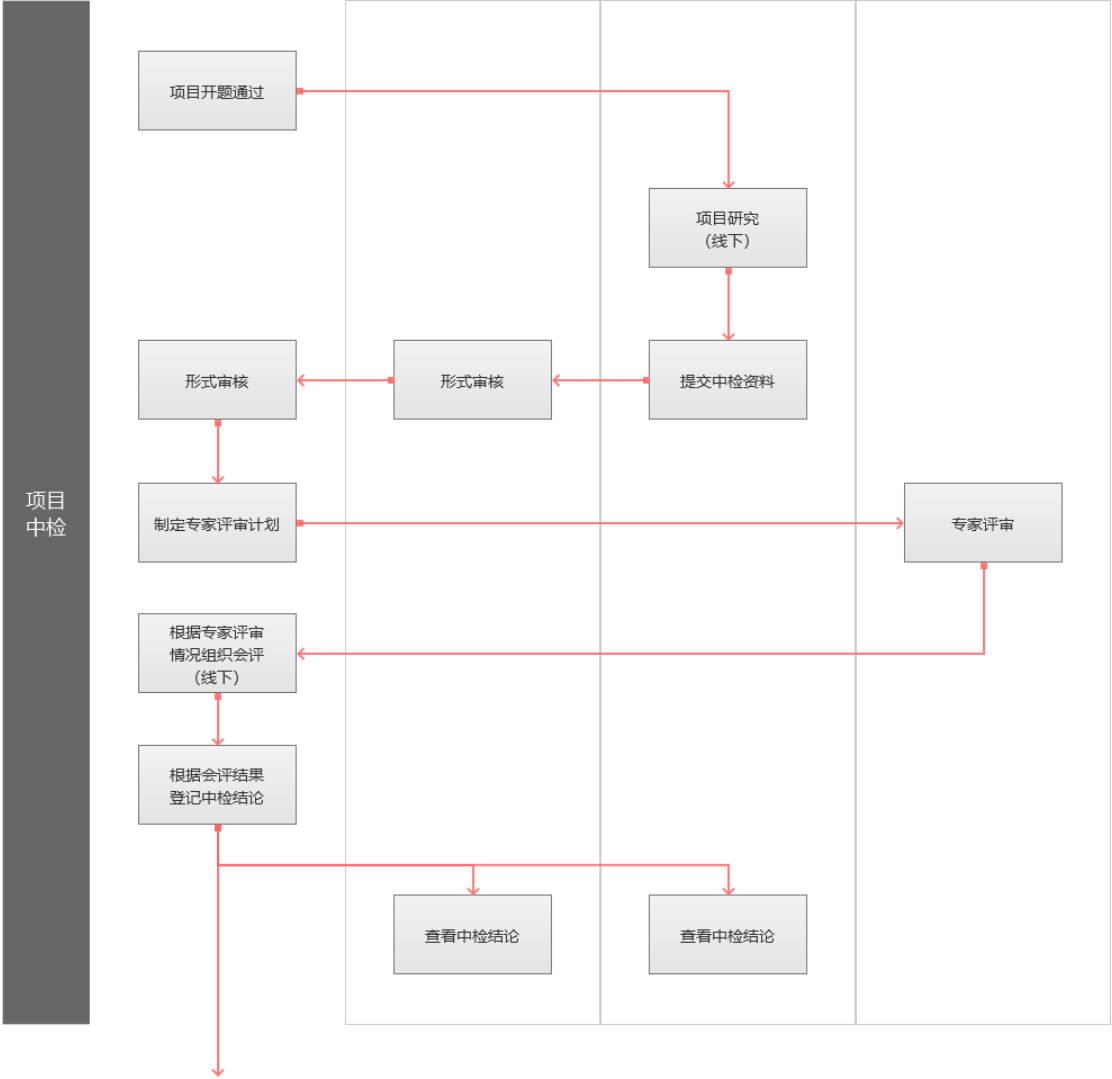 项目开题通过
项目研究
（线下）
形式审核
形式审核
提交中检资料
项目
中检
制定专家评审计划
专家评审
根据专家评审
情况组织会评
（线下）
根据会评结果
登记中检结论
查看中检结论
查看中检结论